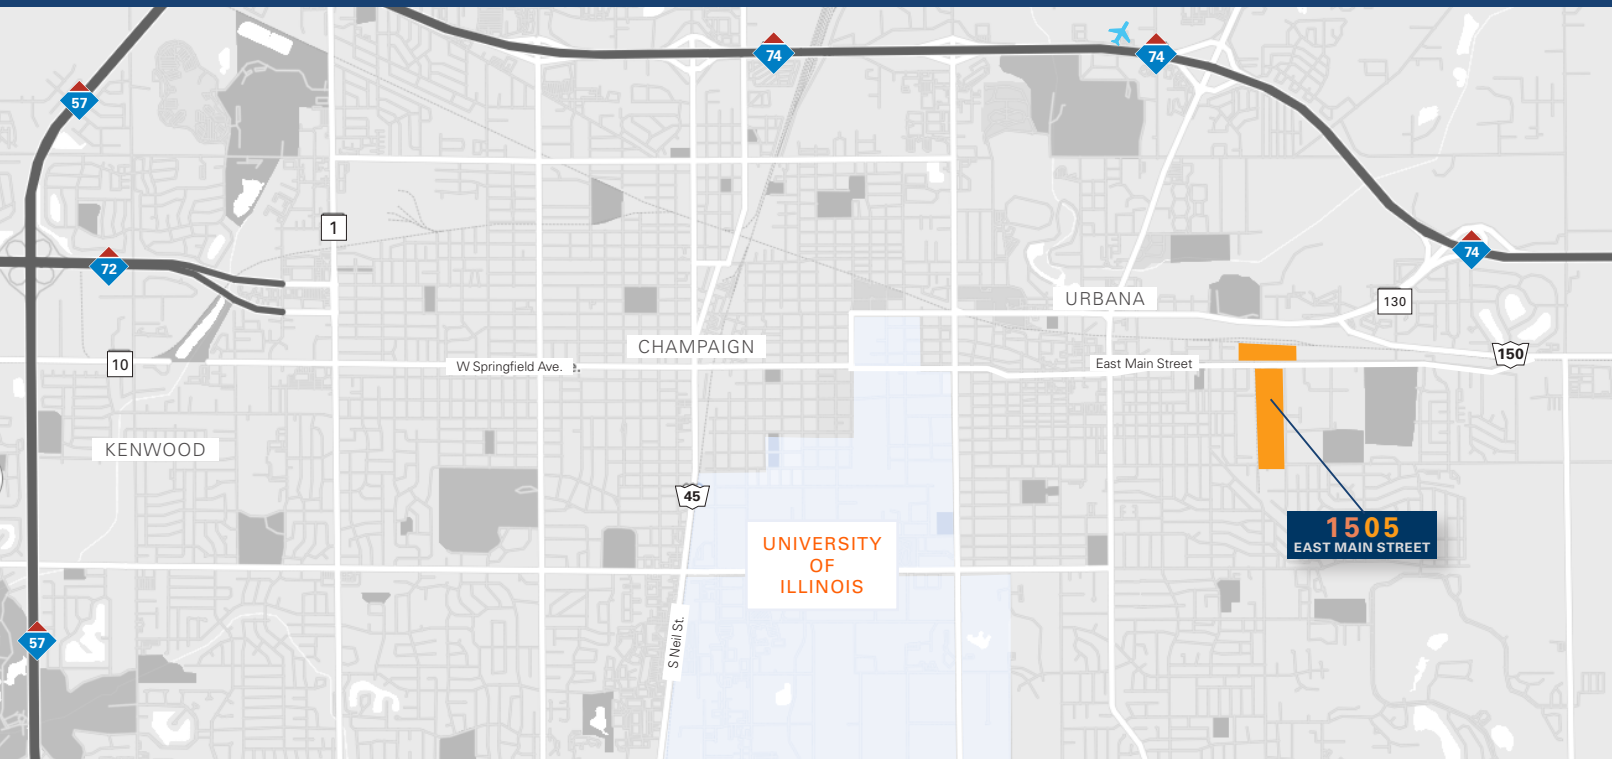 74
74
57
1
72
74
130
URBANA
CHAMPAIGN
150
10
W Springfield Ave.
East Main Street
KENWOOD
45
1505
EAST MAIN STREET
UNIVERSITY
OF
ILLINOIS
57
S Neil St.